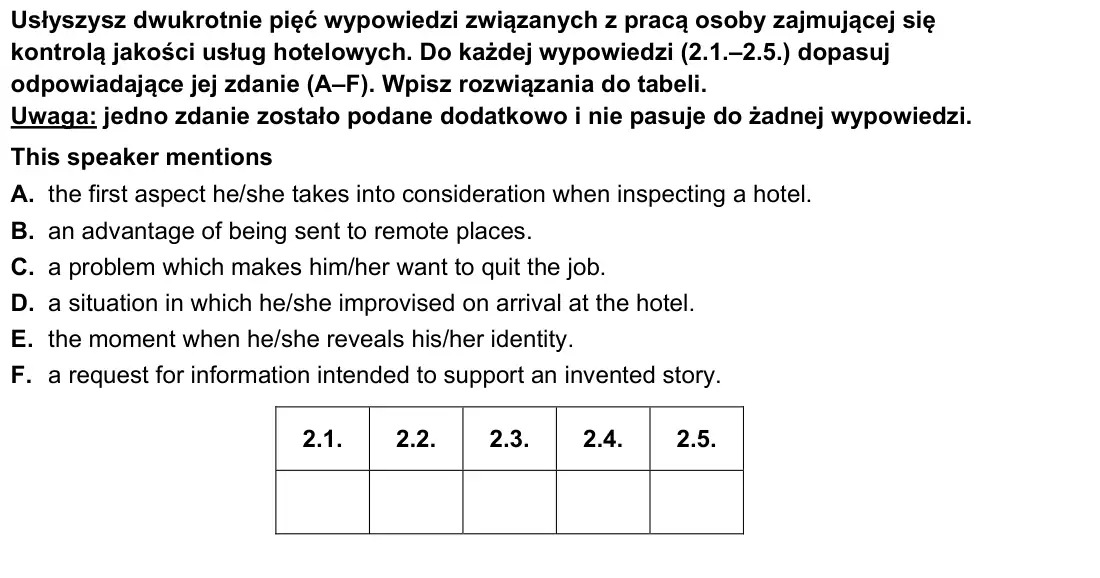 Usłyszysz dwukrotnie pięć wypowiedzi związanych z pracą osoby zajmującej się
kontrolą jakości usług hotelowych. Do każdej wypowiedzi (2.1.–2.5.) dopasuj
odpowiadające jej zdanie (A–F). Wpisz rozwiązania do tabeli.
Uwaga: jedno zdanie zostało podane dodatkowo i nie pasuje do żadnej wypowiedzi.
This speaker mentions
A. the first aspect he/she takes into consideration when inspecting a hotel.
B. an advantage of being sent to remote places.
C. a problem which makes him/her want to quit the job.
D. a situation in which he/she improvised on arrival at the hotel.
E. the moment when he/she reveals his/her identity.
F. a request for information intended to support an invented story.
2.1. 2.2. 2.3. 2.4. 2.5.